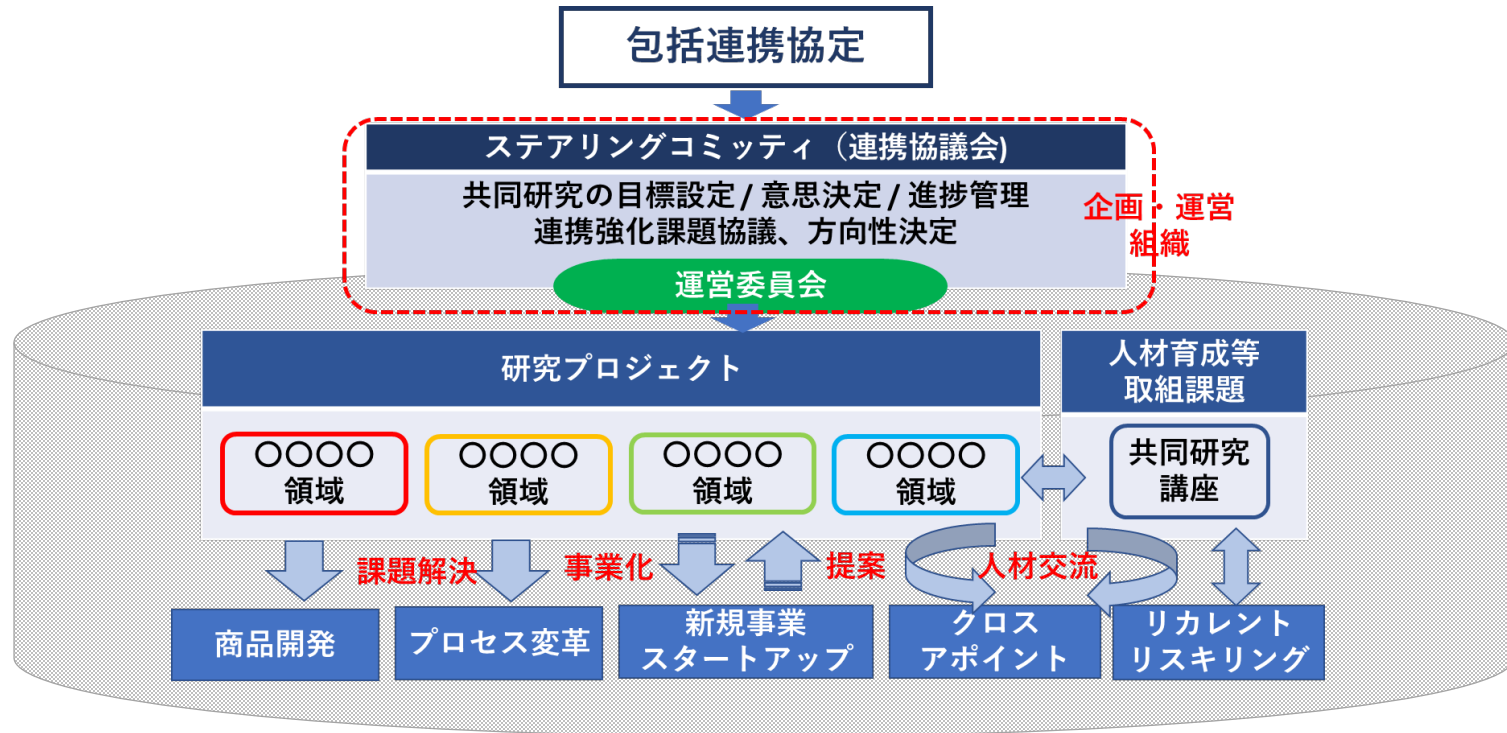 包括連携協定
ステアリングコミッティ（連携協議会)
共同研究の目標設定 / 意思決定 / 進捗管理
連携強化課題協議、方向性決定
企画・運営
組織
運営委員会
研究プロジェクト
人材育成等
取組課題
〇〇〇〇
領域
〇〇〇〇
領域
〇〇〇〇
領域
〇〇〇〇
領域
共同研究
講座
課題解決
事業化
提案
人材交流
商品開発
プロセス変革
新規事業
スタートアップ
クロス
アポイント
リカレント
リスキリング